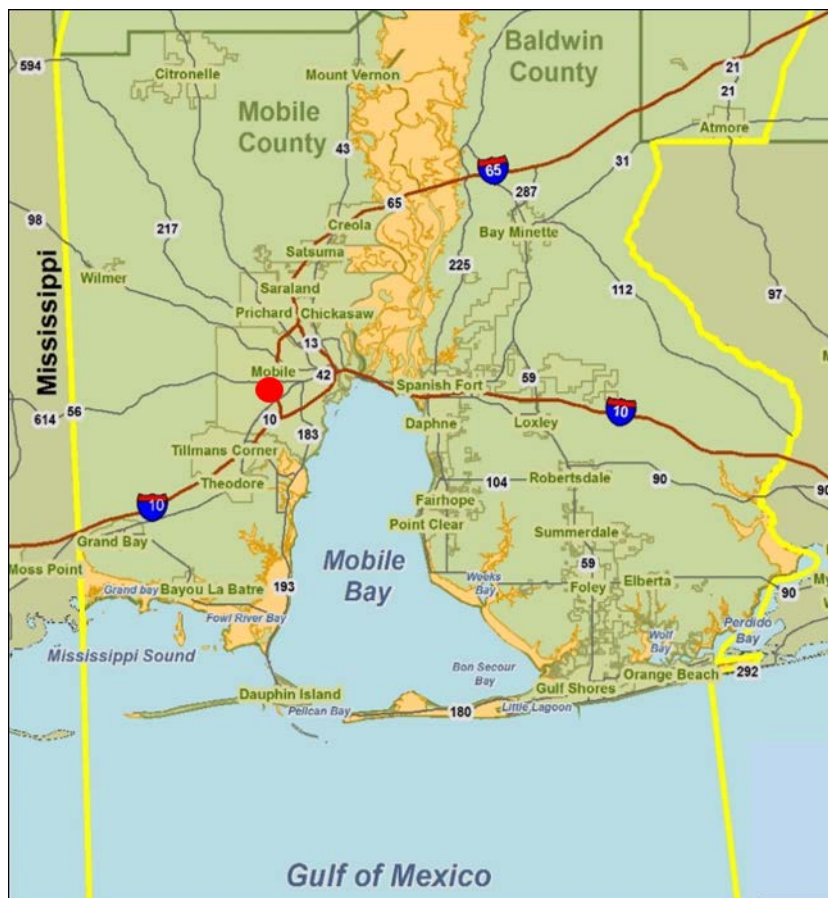 Baldwin
County
594
Citronelle
Mount Vernon
21
21
Atmore
Mobile
County
43
31
65
287
65
98
217
Creola
Bay Minette
Satsuma
225
Wilmer
Saraland
112
97
Mississippi
Prichard
Chickasaw
13
Mobile
42
Spanish Fort
59
10
614
56
10
183
Daphne
Loxley
Tillmans Corner
Theodore
104
Robertsdale
90
90
10
Fairhope
Point Clear
Summerdale
Grand Bay
Mobile
Bay
59
Moss Point
Grand bay
Bayou La Batre
193
Weeks
Bay
Foley
Elberta
90
My
Fowl River Bay
Wolf
Bay
Perdido
Bay
Mississippi Sound
Bon Secour
Bay
Orange Beach
292
Dauphin Island
Gulf Shores
Pelican Bay
180
Little Lagoon
Gulf of Mexico